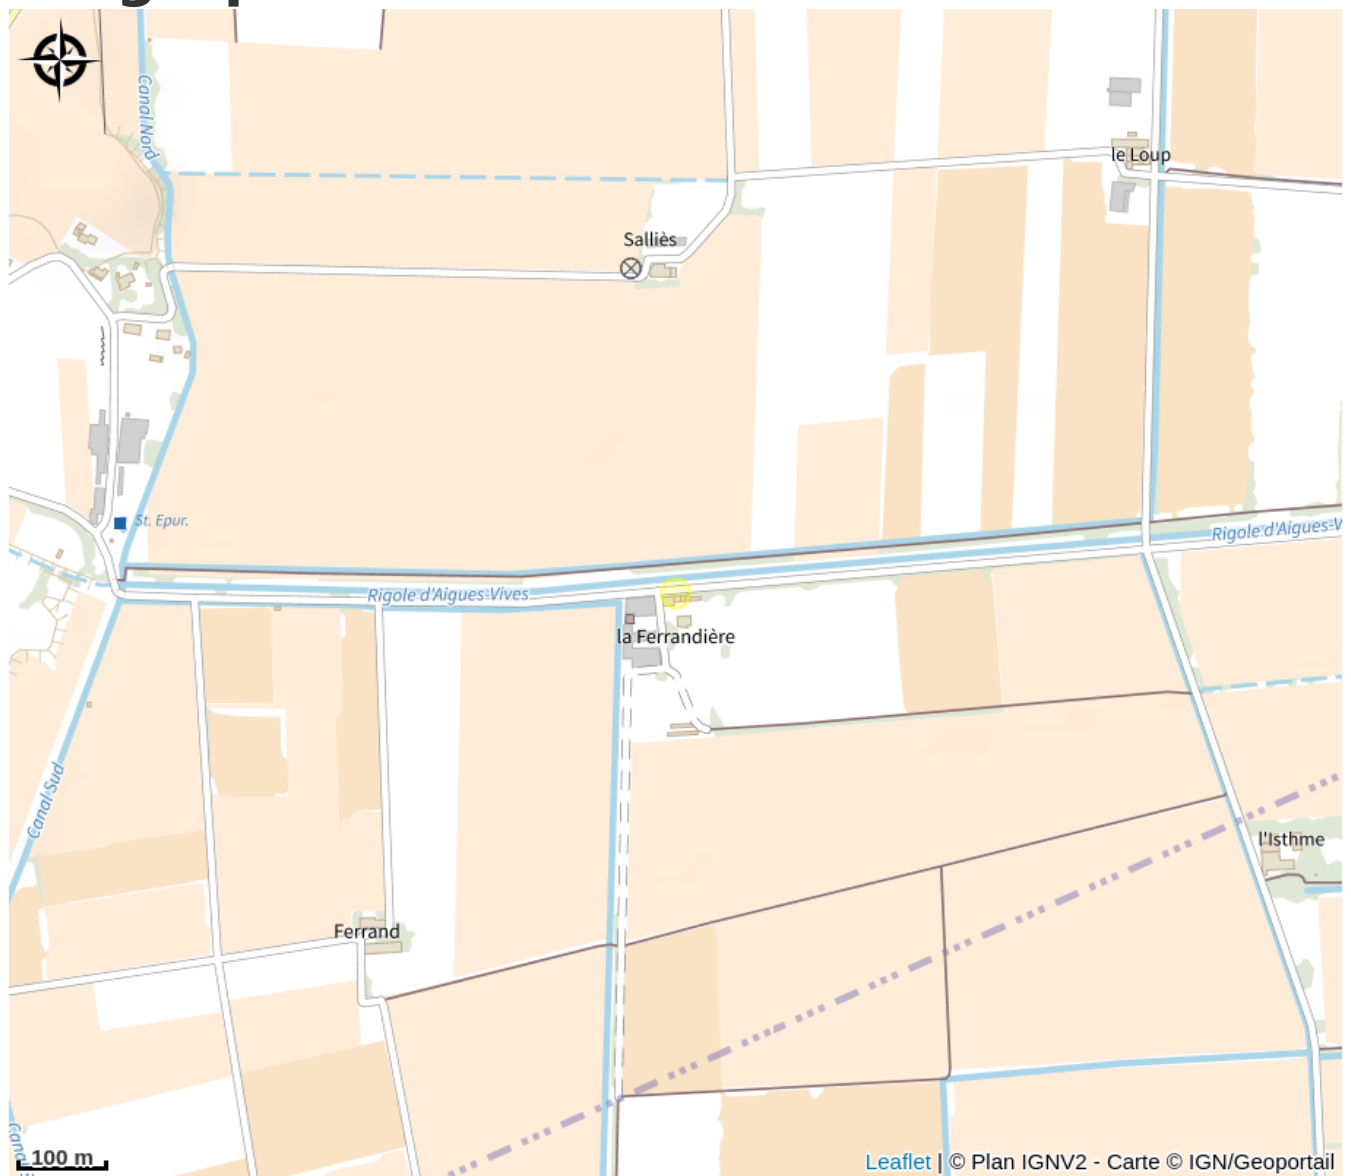 Canal Nord
le Loup
Salliès
St. Epur.
Rigole d'Aigues-V
Rigole d'Aigues-Vives
la Ferrandière
Canal Sud
l'Isthme
Ferrand
100 m
Leaflet | © Plan IGNV2 - Carte © IGN/Geoportail